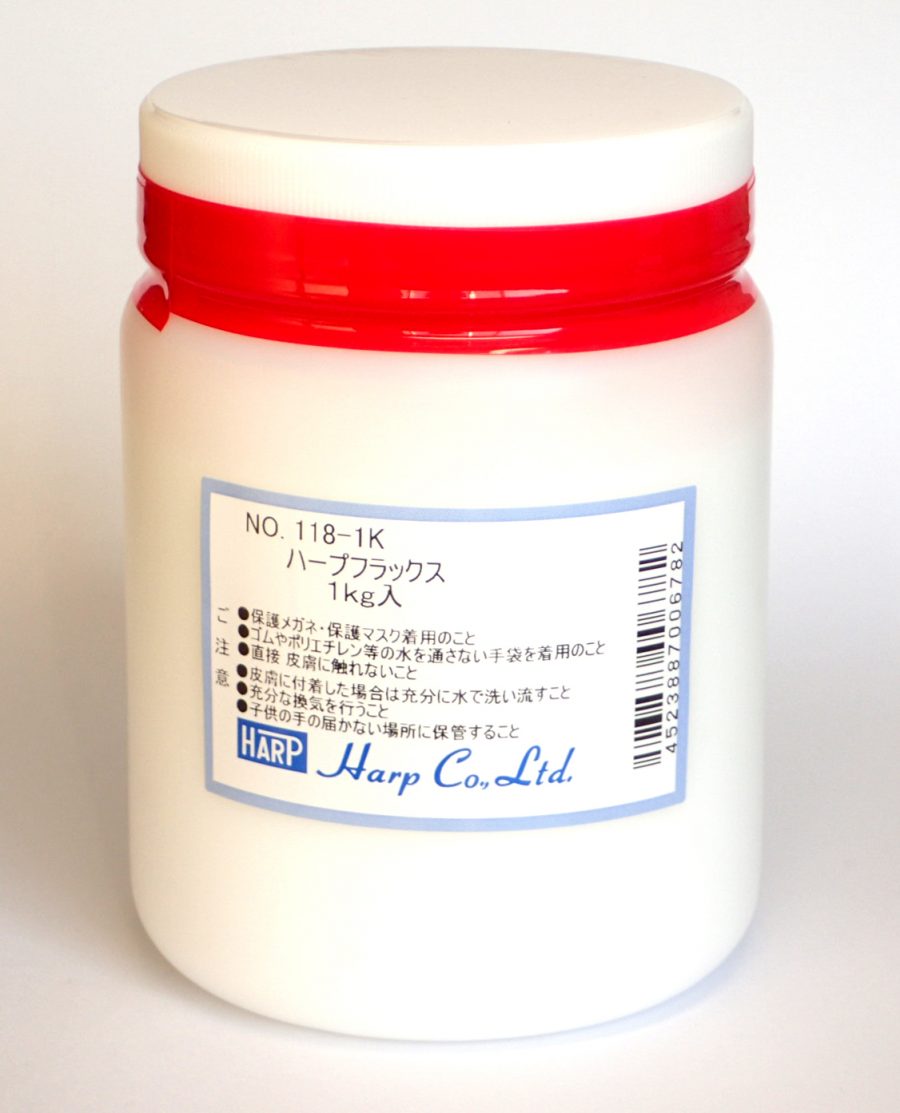 NO. 118-1K
ハープフラックス
1kg入
ご注意
●保護メガネ・保護マスク着用のこと
●ゴムやポリエチレン等の水を通さない手袋を着用のこと
●直接 皮膚に触れないこと
●皮膚に付着した場合は充分に水で洗い流すこと
●充分な換気を行うこと
●子供の手の届かない場所に保管すること
HARP Harp Co., Ltd.
4523887006782